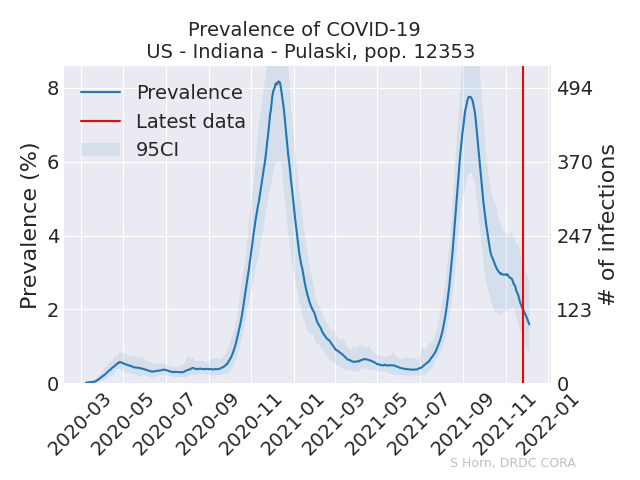 Prevalence of COVID-19
US - Indiana - Pulaski, pop. 12353
Prevalence
Latest data
95CI
Prevalence (%)
8
6
4
2
0
494
370
247
123
0
# of infections
2020-03
2020-05
2020-07
2020-09
2020-11
2021-01
2021-03
2021-05
2021-07
2021-09
2021-11
2022-01
S Horn, DRDC CORA